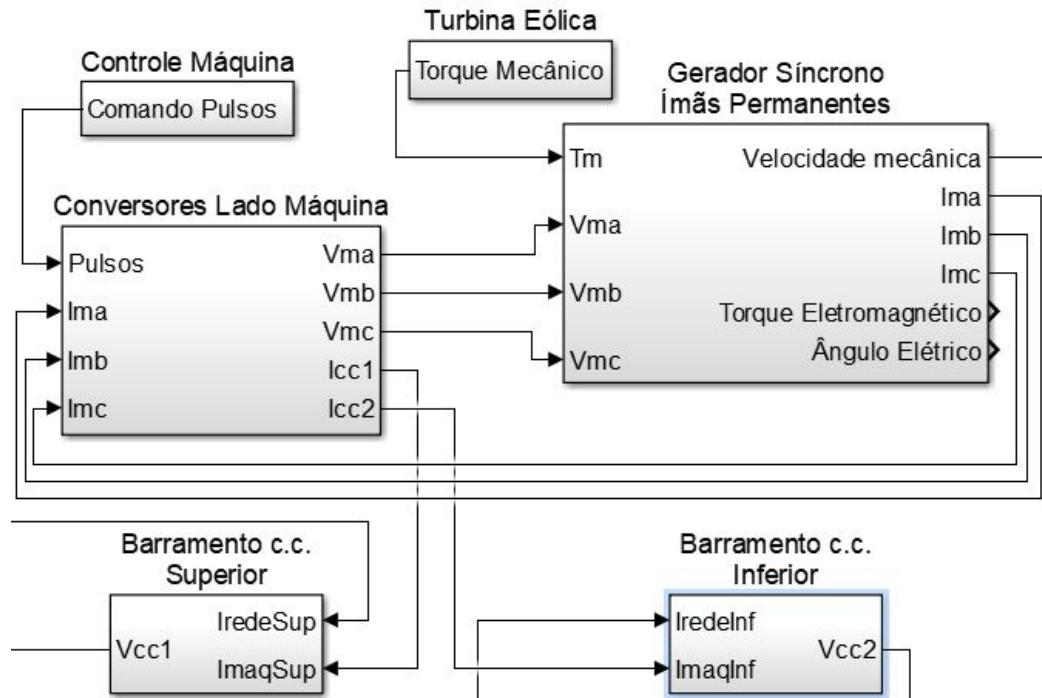 Turbina Eólica
Torque Mecânico
Controle Máquina
Comando Pulsos
Gerador Síncrono
Ímãs Permanentes
Tm
Vma
Vmb
Vmc
Velocidade mecânica
Ima
Imb
Imc
Torque Eletromagnético
Ângulo Elétrico
Conversores Lado Máquina
Pulsos
Ima
Imb
Imc
Vma
Vmb
Vmc
Icc1
Icc2
Barramento c.c.
Superior
Vcc1
IredeSup
ImaqSup
Barramento c.c.
Inferior
IredeInf
ImaqInf
Vcc2